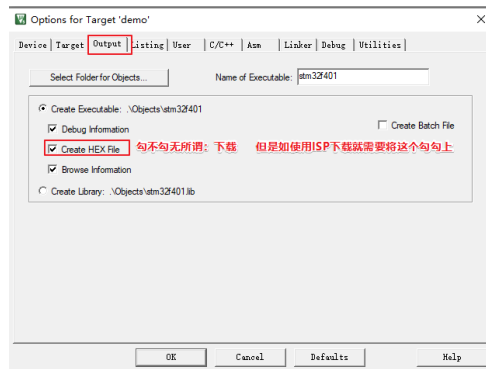 Options for Target 'demo'
Device Target Output Listing User C/C++ Asm Linker Debug Utilities
Select Folder for Objects... Name of Executable: stm32f401
Create Executable: .\Objects\stm32f401
Debug Information Create Batch File
Create HEX File 勾不勾无所谓；下载 但是如使用ISP下载就需要将这个勾勾上
Browse Information
Create Library: .\Objects\stm32f401.lib
OK Cancel Defaults Help